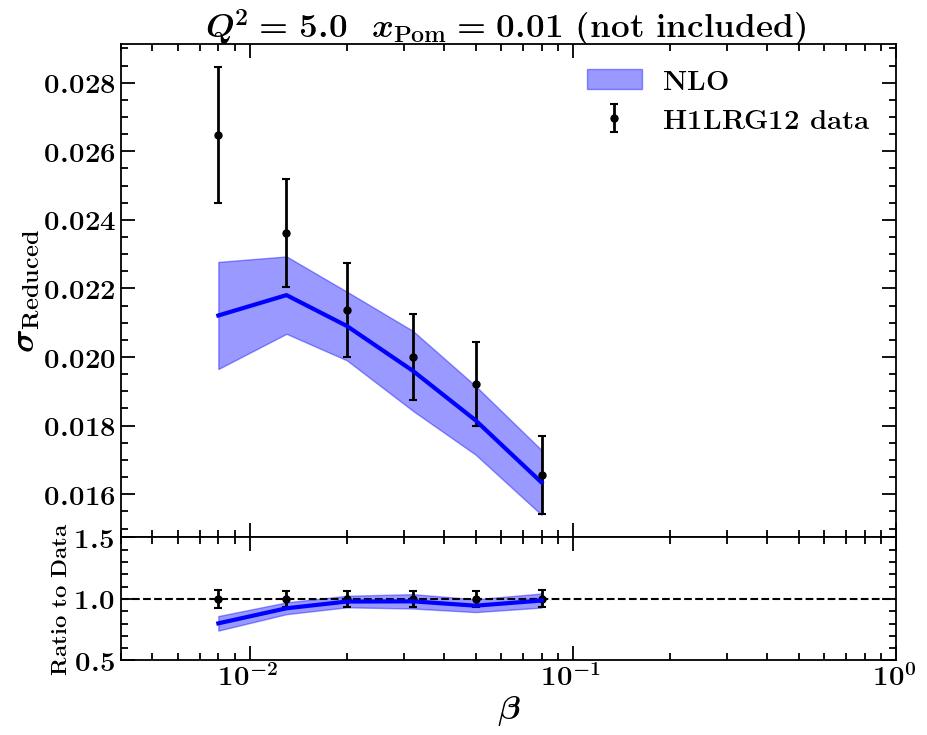 Q² = 5.0 x_Pom = 0.01 (not included)
NLO
H1LRG12 data
0.028
0.026
0.024
0.022
0.020
0.018
0.016
σ_Reduced
1.5
1.0
0.5
Ratio to Data
10⁻²
10⁻¹
10⁰
β